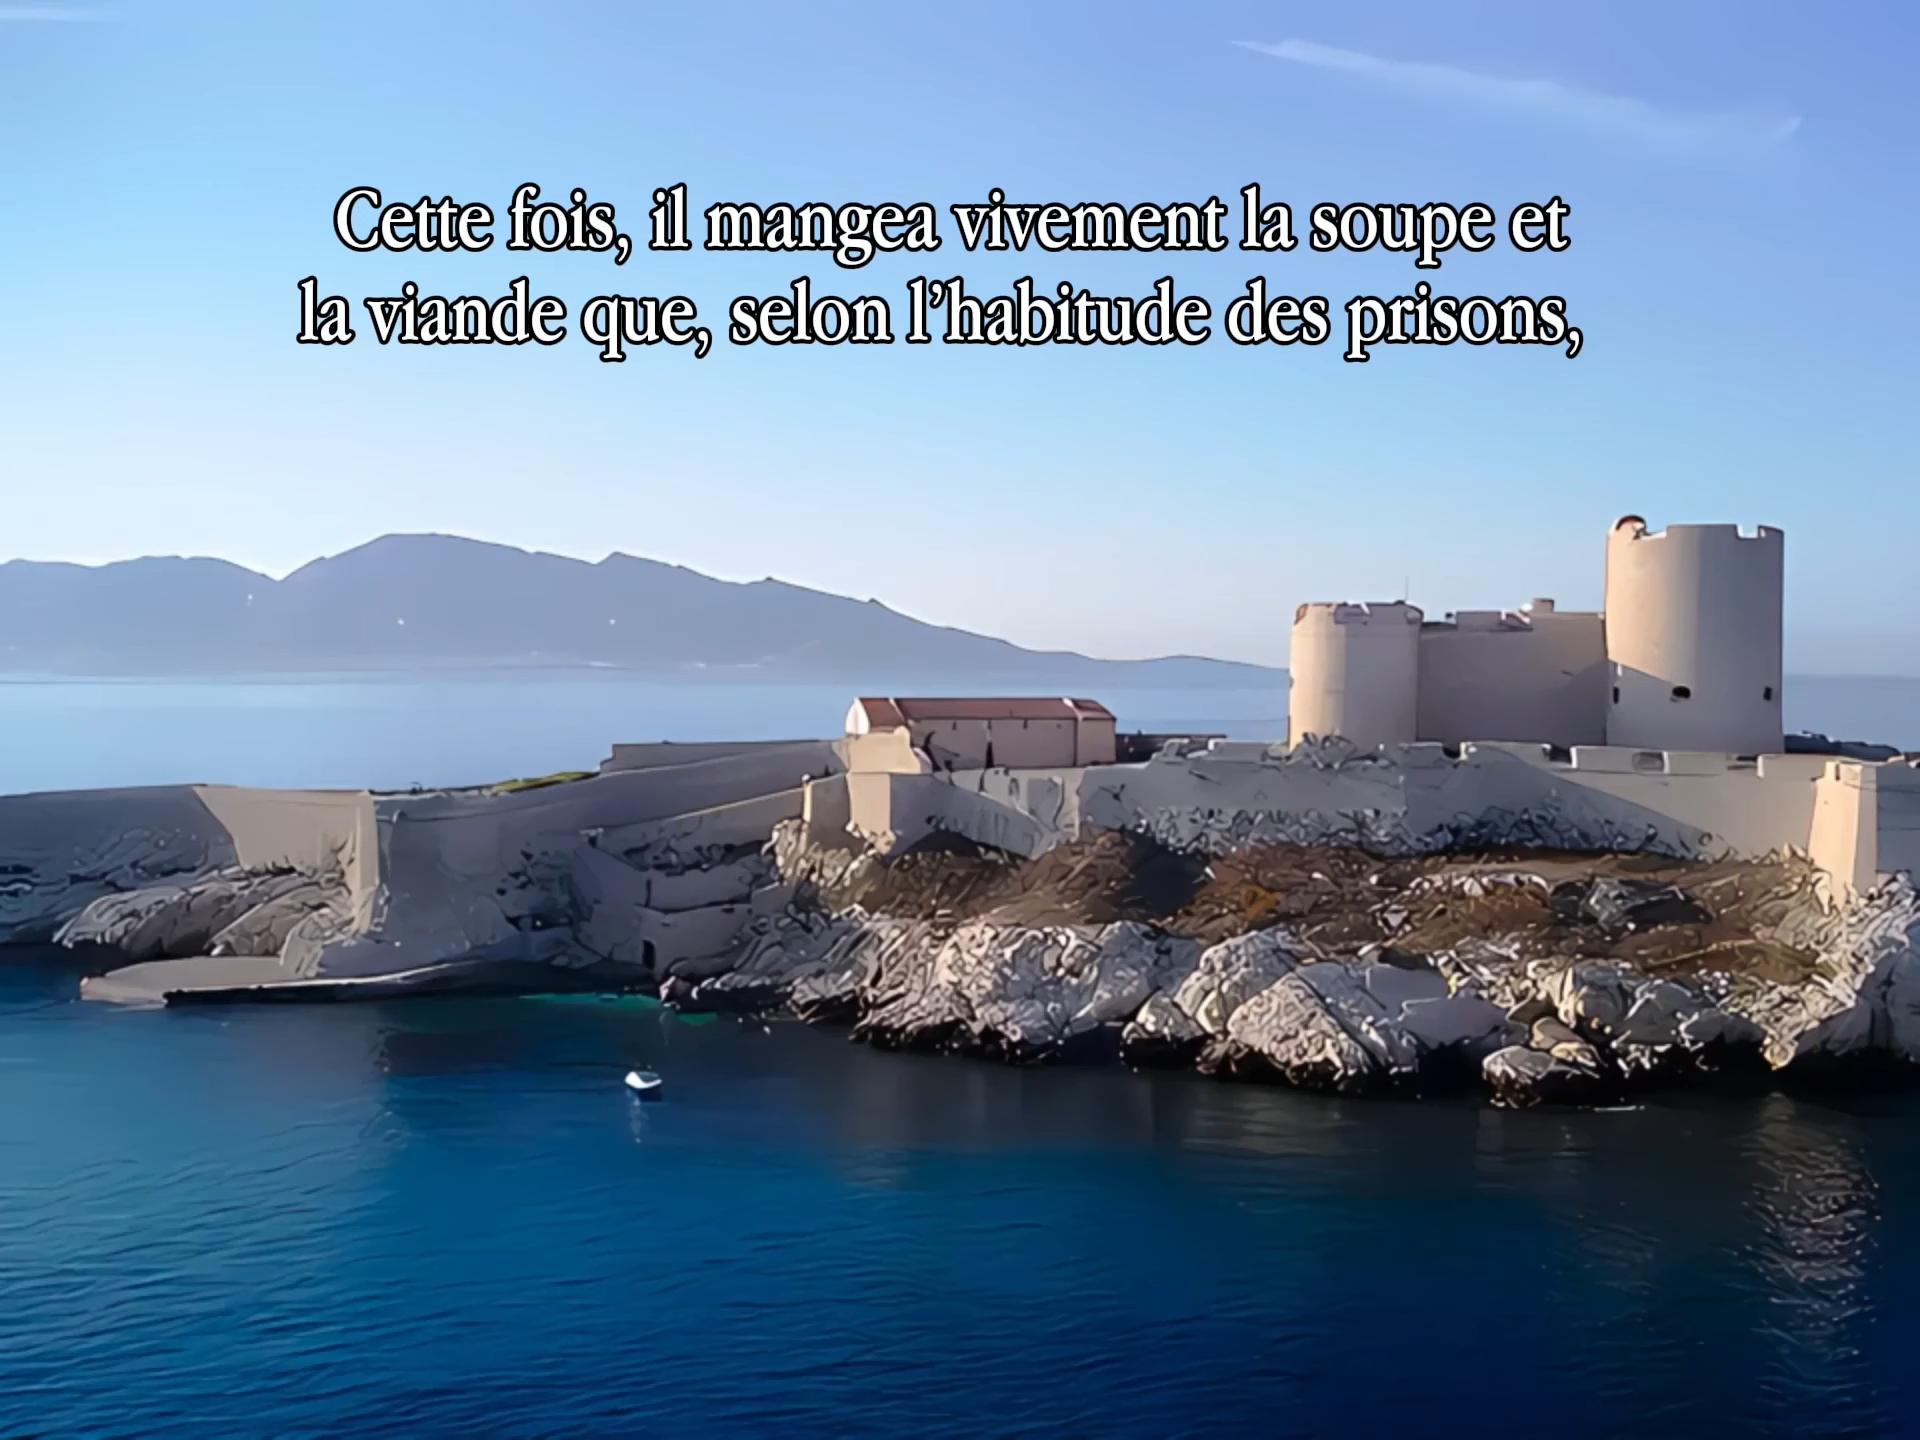 Cette fois, il mangea vivement la soupe et
la viande que, selon l’habitude des prisons,